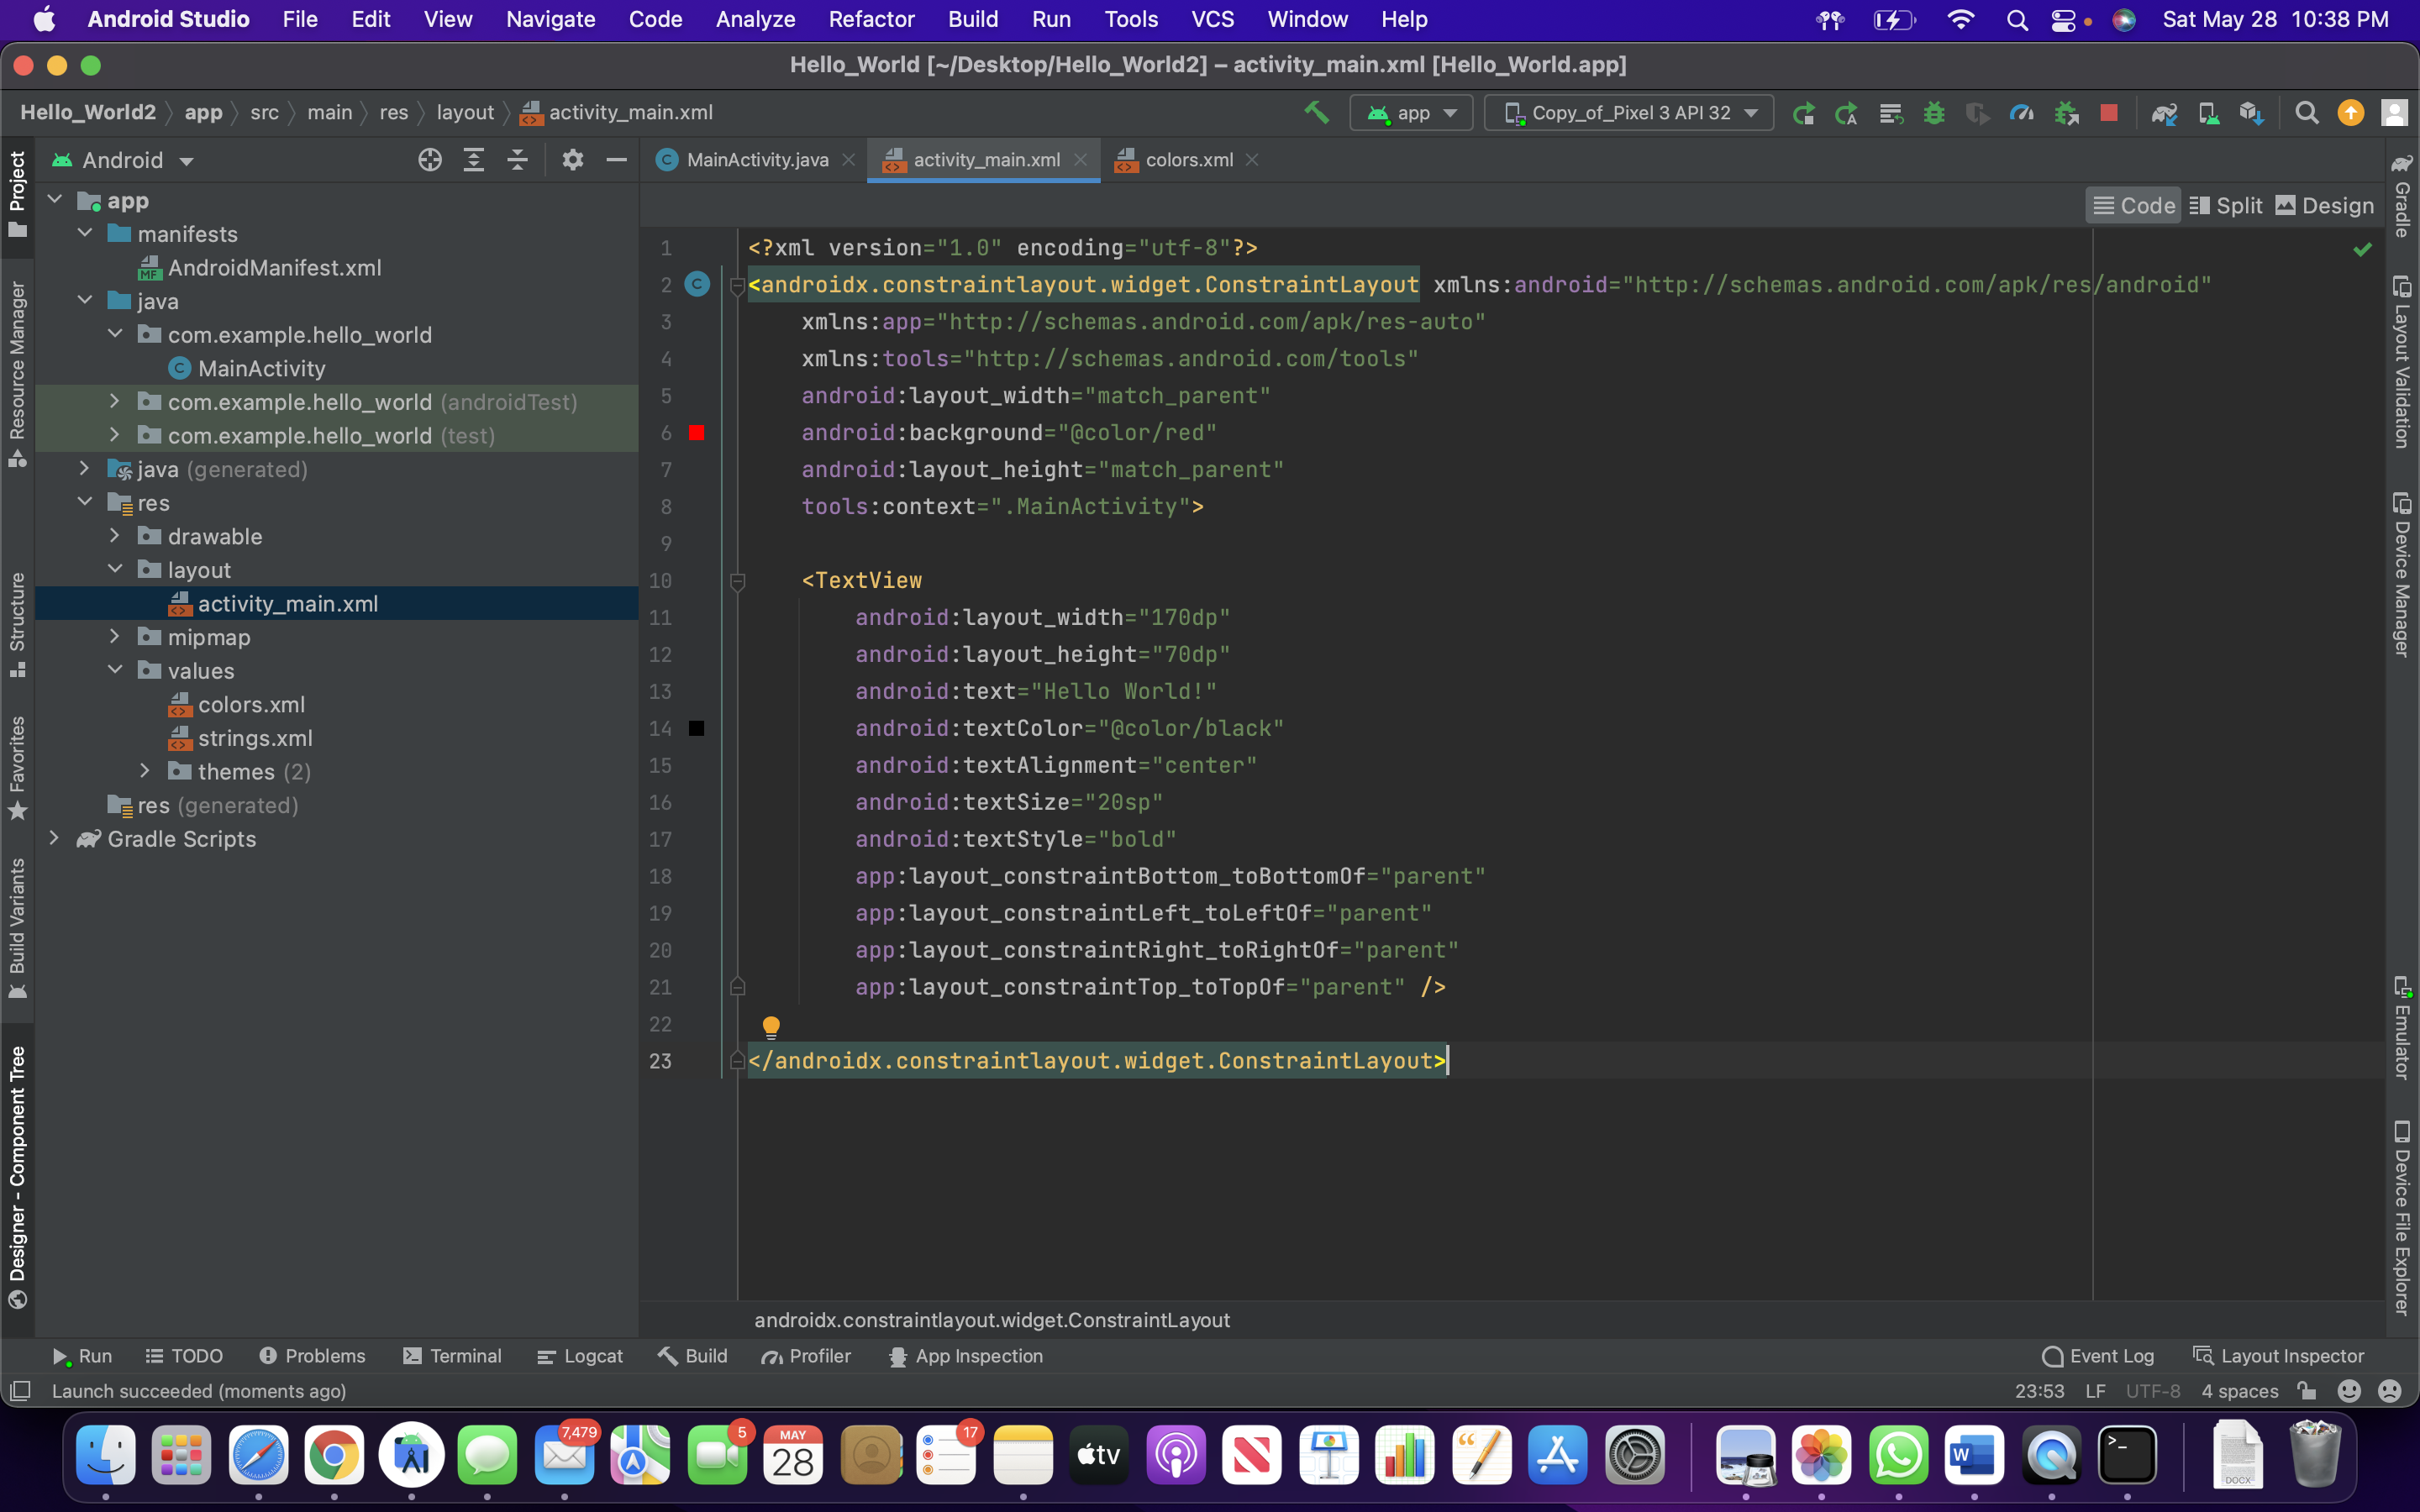 Android Studio File Edit View Navigate Code Analyze Refactor Build Run Tools VCS Window Help Sat May 28 10:38 PM
Hello_World [~/Desktop/Hello_World2] – activity_main.xml [Hello_World.app]
Hello_World2 app src main res layout activity_main.xml app Copy_of_Pixel 3 API 32
Android
MainActivity.java activity_main.xml colors.xml
Code Split Design
Project
Resource Manager
Structure
Favorites
Build Variants
Designer - Component Tree
app
manifests
AndroidManifest.xml
java
com.example.hello_world
MainActivity
com.example.hello_world (androidTest)
com.example.hello_world (test)
java (generated)
res
drawable
layout
activity_main.xml
mipmap
values
colors.xml
strings.xml
themes (2)
res (generated)
Gradle Scripts
1 <?xml version="1.0" encoding="utf-8"?>
2 <androidx.constraintlayout.widget.ConstraintLayout xmlns:android="http://schemas.android.com/apk/res/android"
3 xmlns:app="http://schemas.android.com/apk/res-auto"
4 xmlns:tools="http://schemas.android.com/tools"
5 android:layout_width="match_parent"
6 android:background="@color/red"
7 android:layout_height="match_parent"
8 tools:context=".MainActivity">
9
10 <TextView
11 android:layout_width="170dp"
12 android:layout_height="70dp"
13 android:text="Hello World!"
14 android:textColor="@color/black"
15 android:textAlignment="center"
16 android:textSize="20sp"
17 android:textStyle="bold"
18 app:layout_constraintBottom_toBottomOf="parent"
19 app:layout_constraintLeft_toLeftOf="parent"
20 app:layout_constraintRight_toRightOf="parent"
21 app:layout_constraintTop_toTopOf="parent" />
22
23 </androidx.constraintlayout.widget.ConstraintLayout>
androidx.constraintlayout.widget.ConstraintLayout
Gradle
Layout Validation
Device Manager
Emulator
Device File Explorer
Run TODO Problems Terminal Logcat Build Profiler App Inspection Event Log Layout Inspector
Launch succeeded (moments ago) 23:53 LF UTF-8 4 spaces
7,479 5 MAY 28 17 tv W >_ DOCX